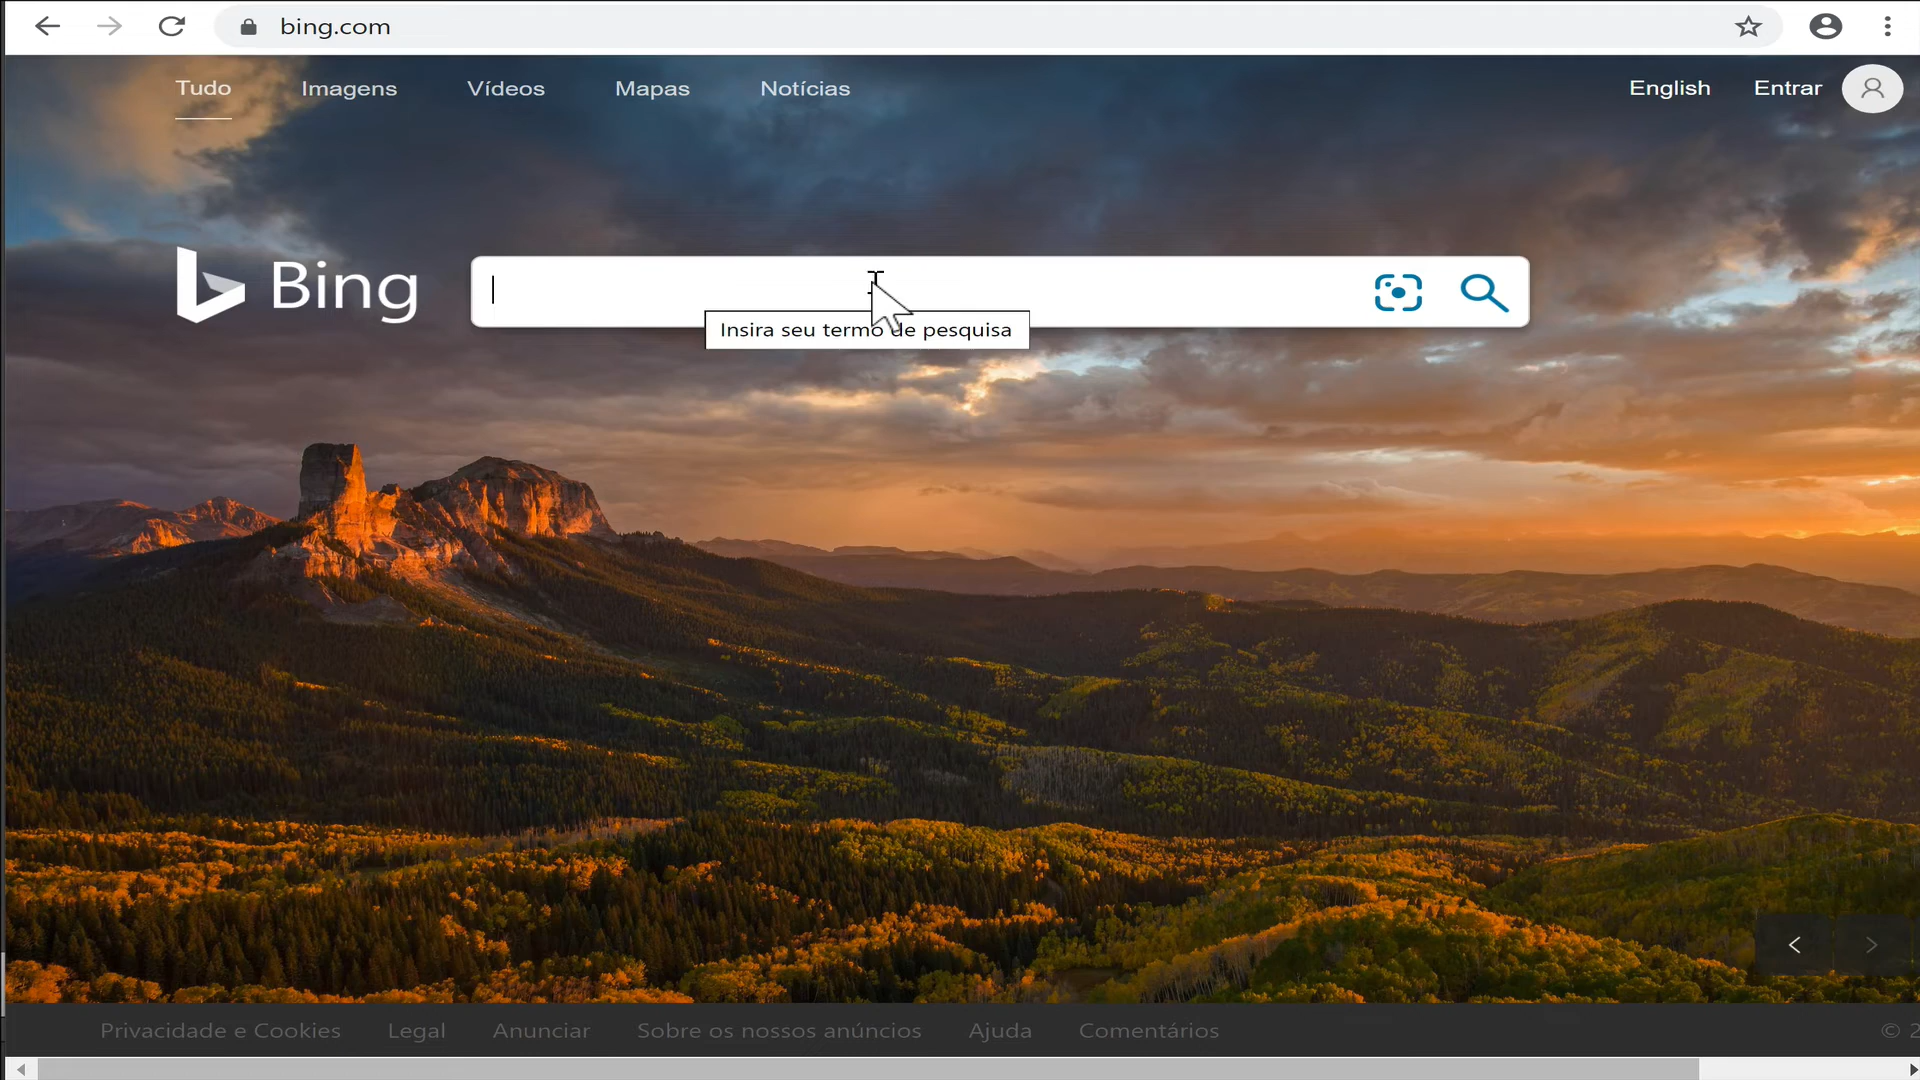 bing.com
Tudo Imagens Vídeos Mapas Notícias English Entrar
Bing
Insira seu termo de pesquisa
Privacidade e Cookies Legal Anunciar Sobre os nossos anúncios Ajuda Comentários © 2